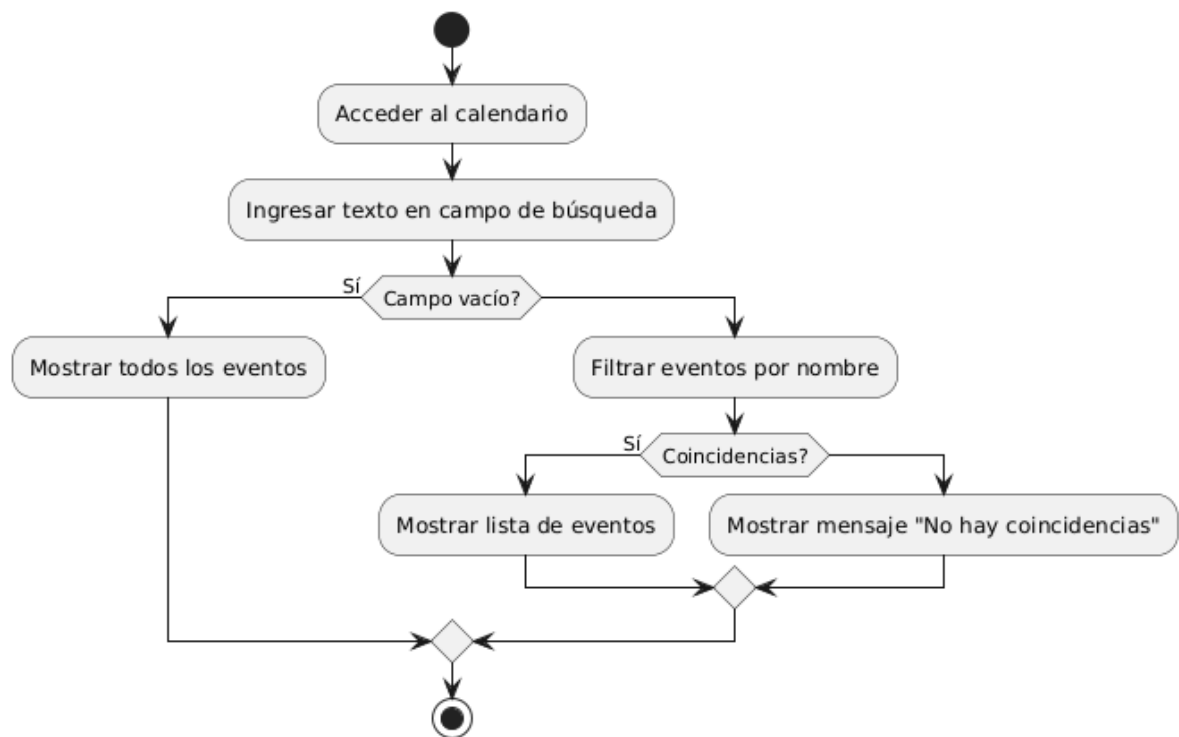 Acceder al calendario
Ingresar texto en campo de búsqueda
Sí
Campo vacío?
Mostrar todos los eventos
Filtrar eventos por nombre
Sí
Coincidencias?
Mostrar lista de eventos
Mostrar mensaje "No hay coincidencias"